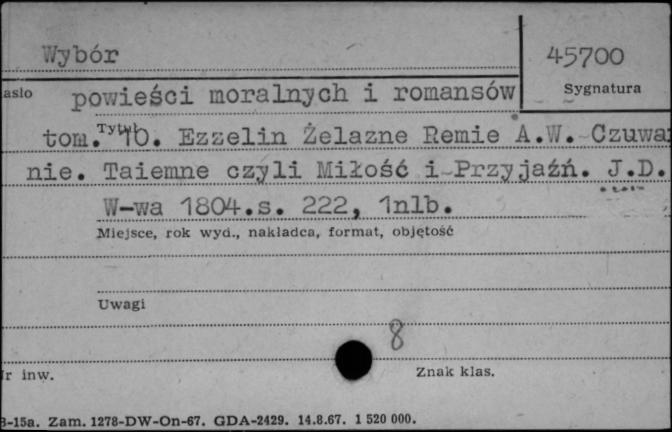 Wybór 45700
asło powieści moralnych i romansów Sygnatura
Tytuł
tom. 10. Ezzelin Żelazne Remie A.W. Czuwa
nie. Taiemne czyli Miłość i Przyjaźń. J.D.
W-wa 1804.s. 222, 1nlb.
Miejsce, rok wyd., nakładca, format, objętość
Uwagi
8
Nr inw. Znak klas.
3-15a. Zam. 1278-DW-On-67. GDA-2429. 14.8.67. 1 520 000.